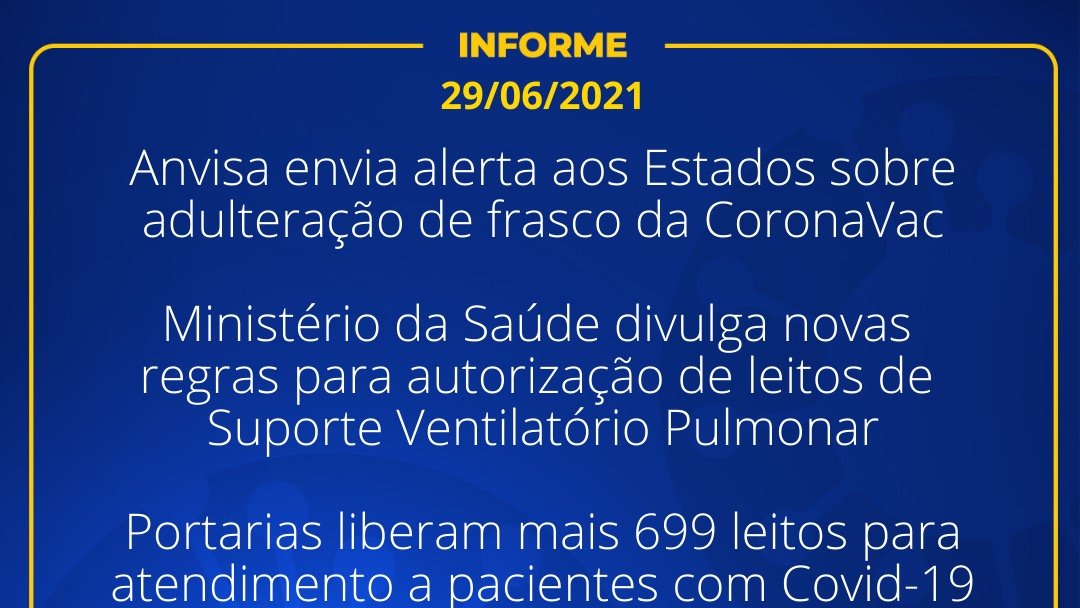 INFORME
29/06/2021
Anvisa envia alerta aos Estados sobre
adulteração de frasco da CoronaVac
Ministério da Saúde divulga novas
regras para autorização de leitos de
Suporte Ventilatório Pulmonar
Portarias liberam mais 699 leitos para
atendimento a pacientes com Covid-19